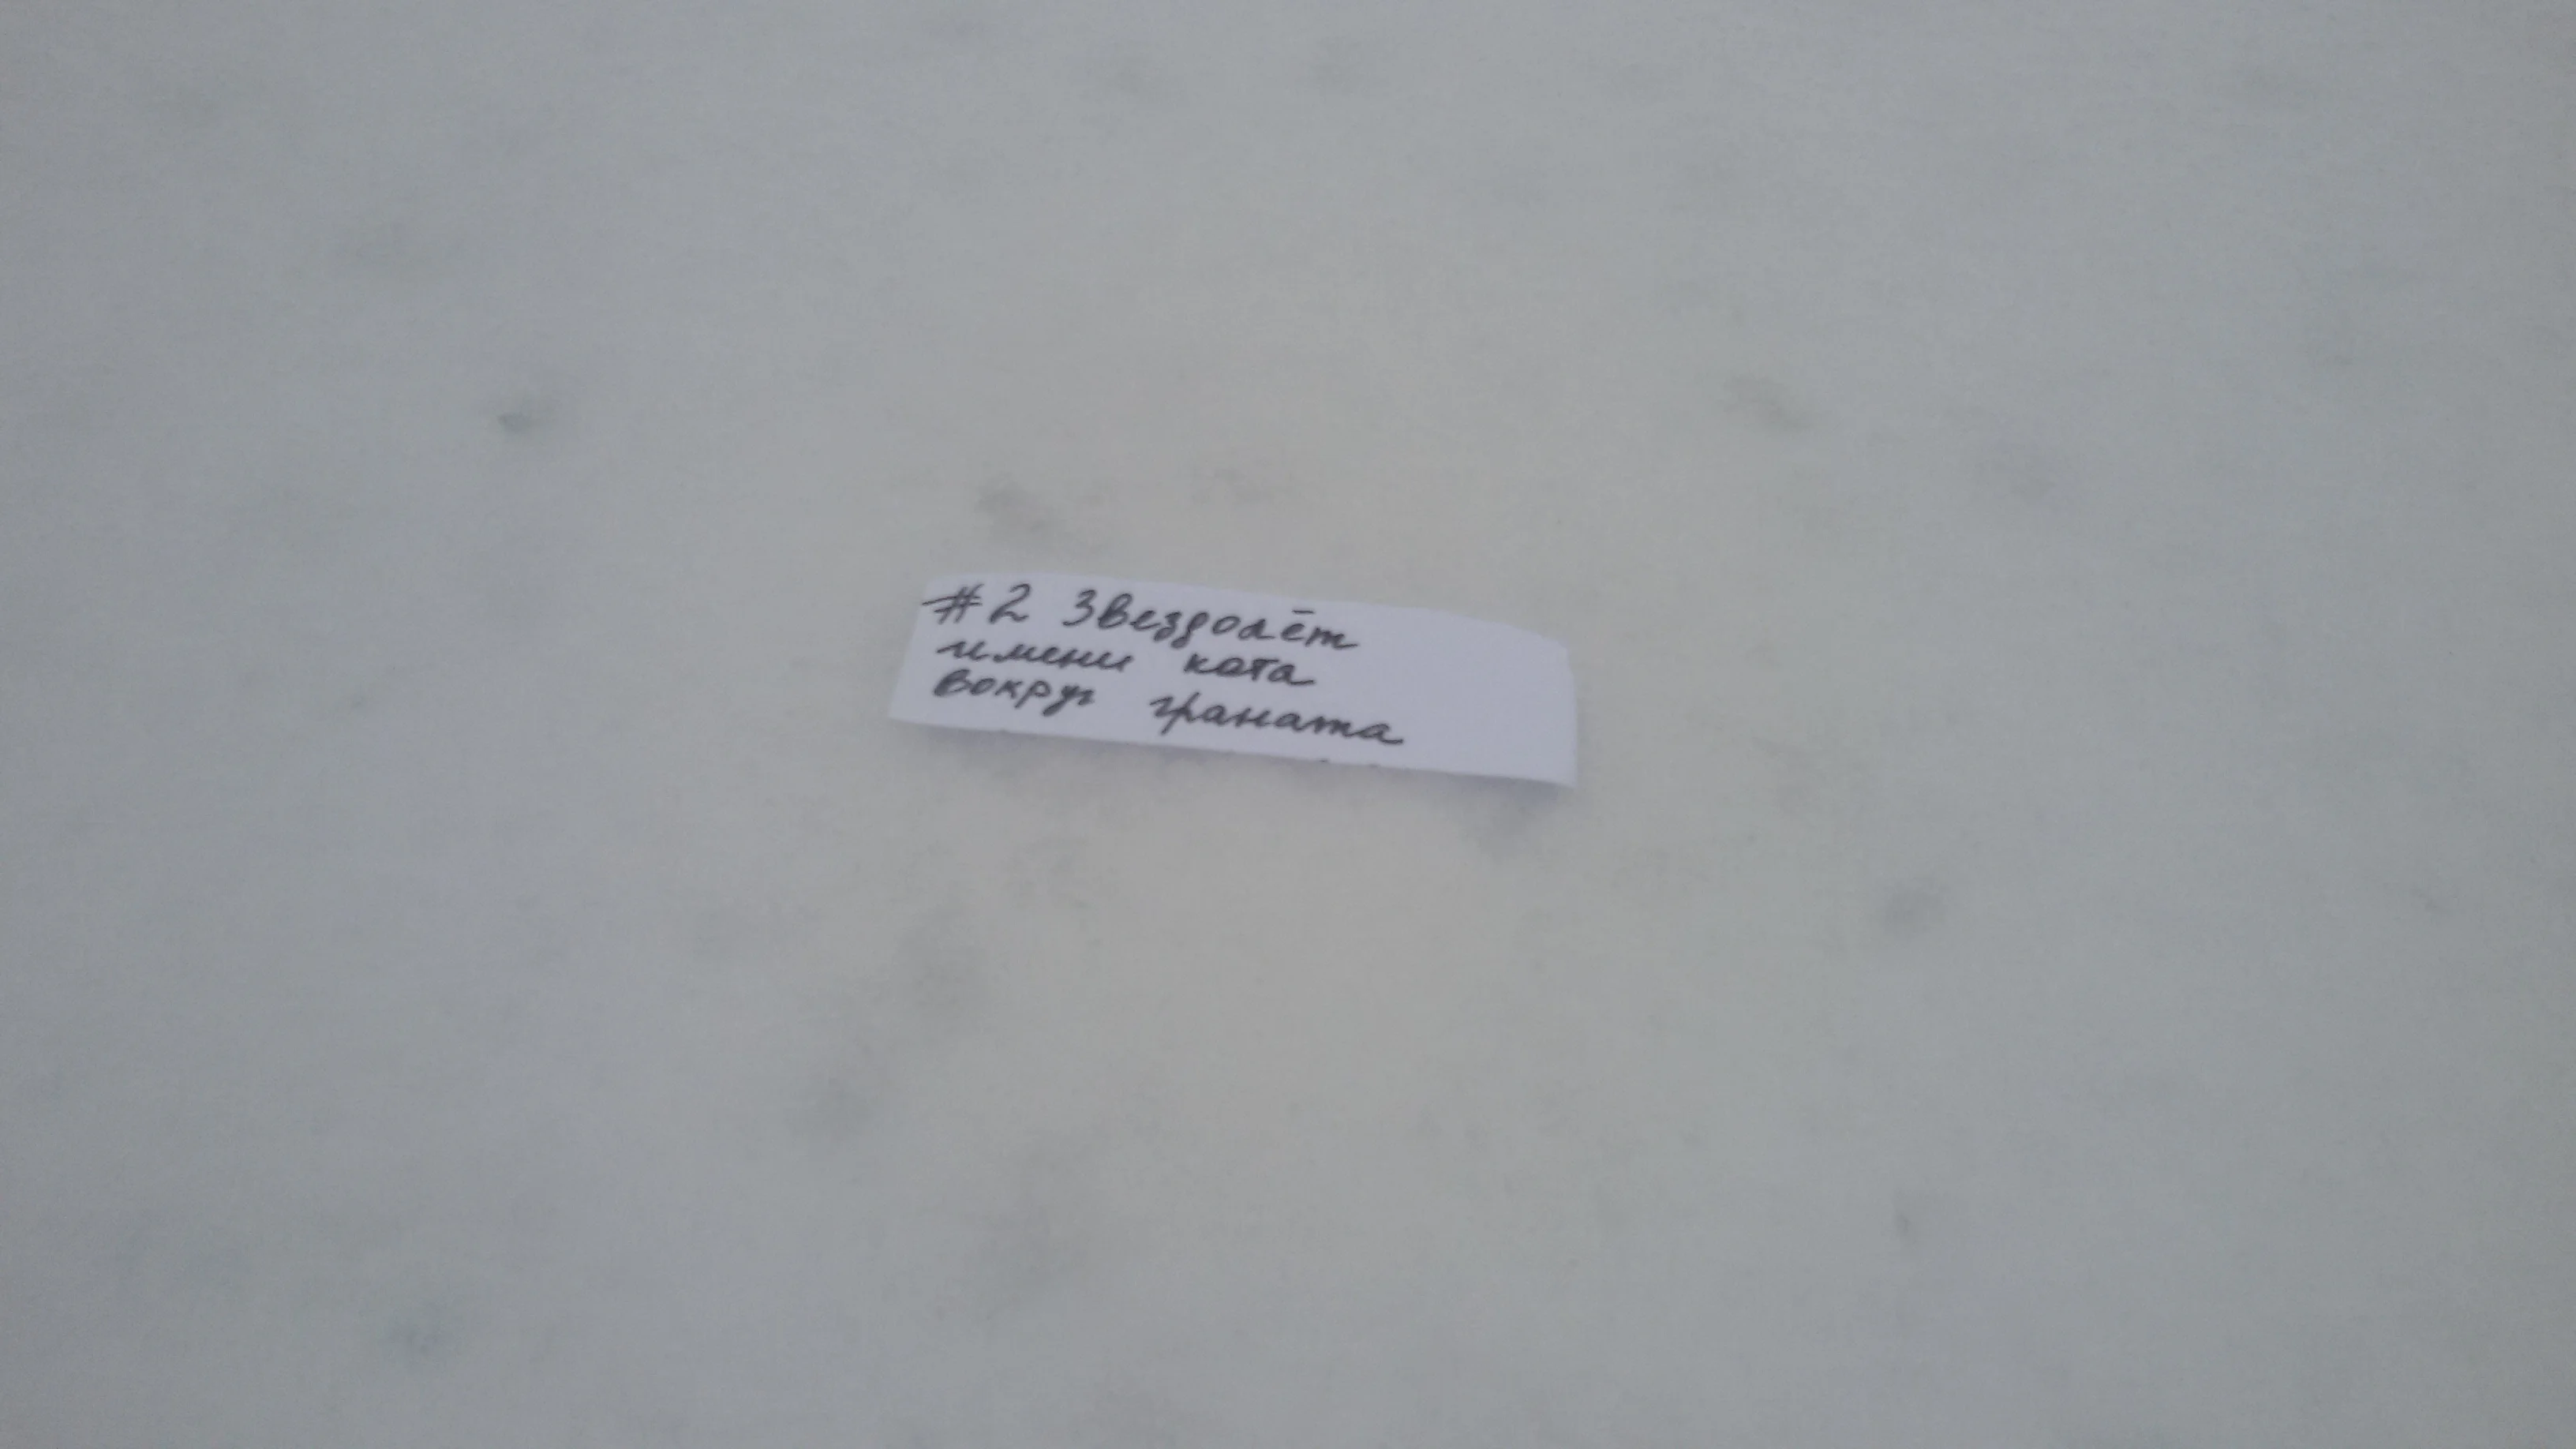 #2 Звездолёт
имени кота
вокруг граната